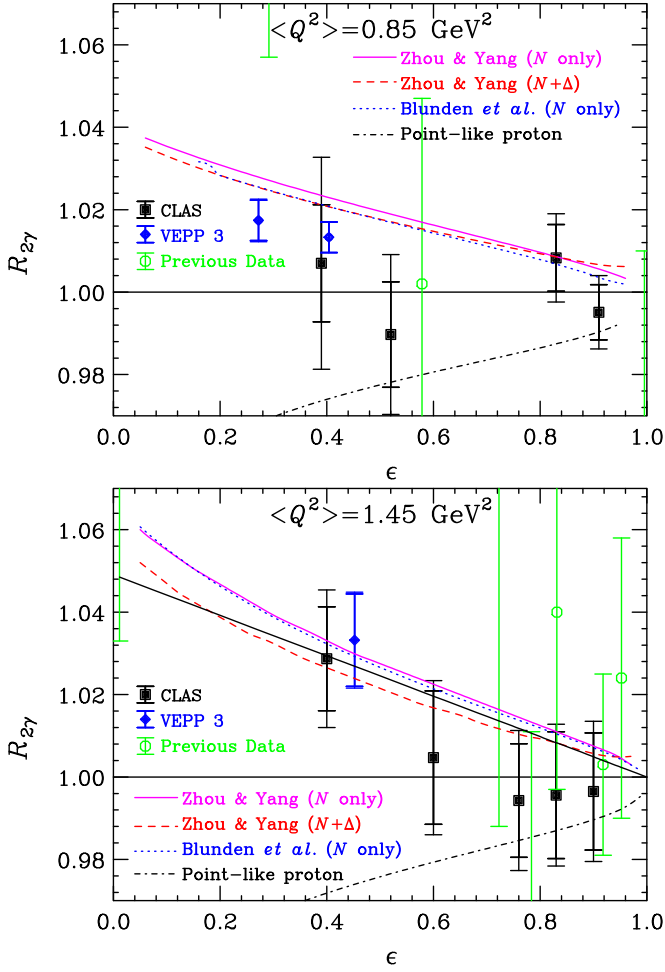 <Q²>=0.85 GeV²
Zhou & Yang (N only)
Zhou & Yang (N+Δ)
Blunden et al. (N only)
Point-like proton
CLAS
VEPP 3
Previous Data
R2γ
1.06
1.04
1.02
1.00
0.98
0.0 0.2 0.4 0.6 0.8 1.0
ϵ
<Q²>=1.45 GeV²
CLAS
VEPP 3
Previous Data
Zhou & Yang (N only)
Zhou & Yang (N+Δ)
Blunden et al. (N only)
Point-like proton
R2γ
1.06
1.04
1.02
1.00
0.98
0.0 0.2 0.4 0.6 0.8 1.0
ϵ